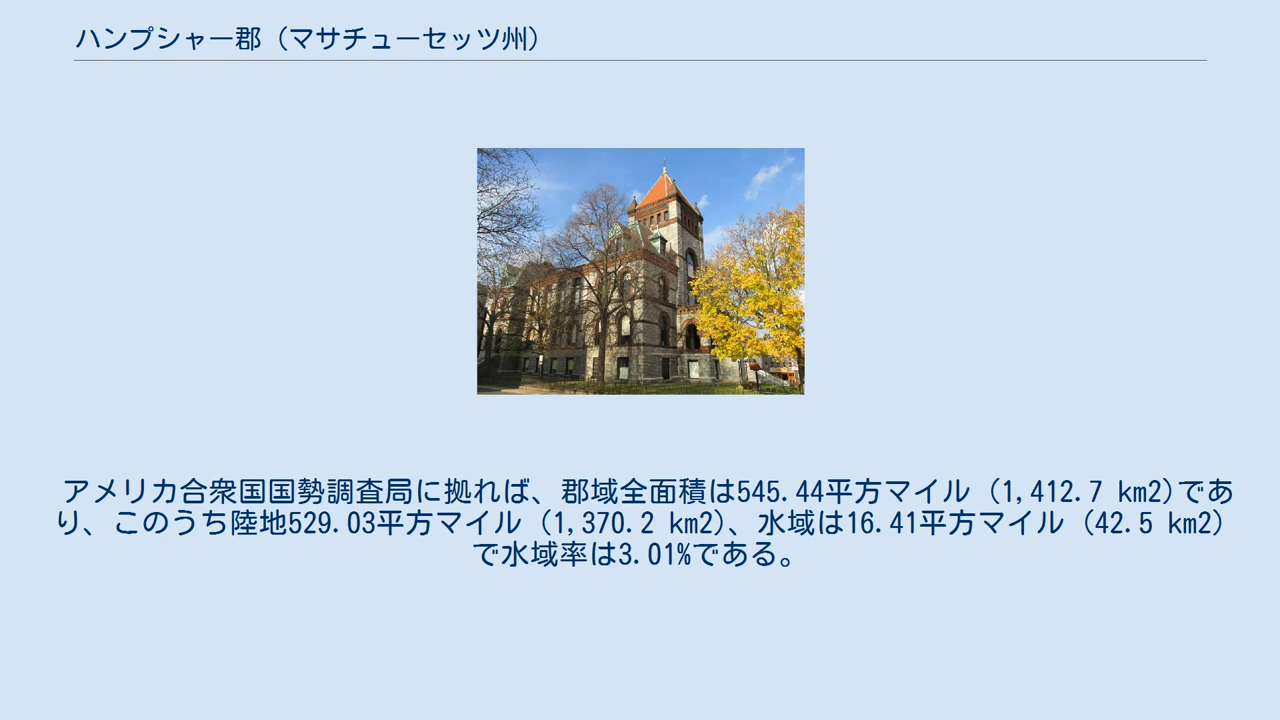 ハンプシャー郡 (マサチューセッツ州)
アメリカ合衆国国勢調査局に拠れば、郡域全面積は545.44平方マイル (1,412.7 km2)であ
り、このうち陸地529.03平方マイル (1,370.2 km2)、水域は16.41平方マイル (42.5 km2)
で水域率は3.01%である。